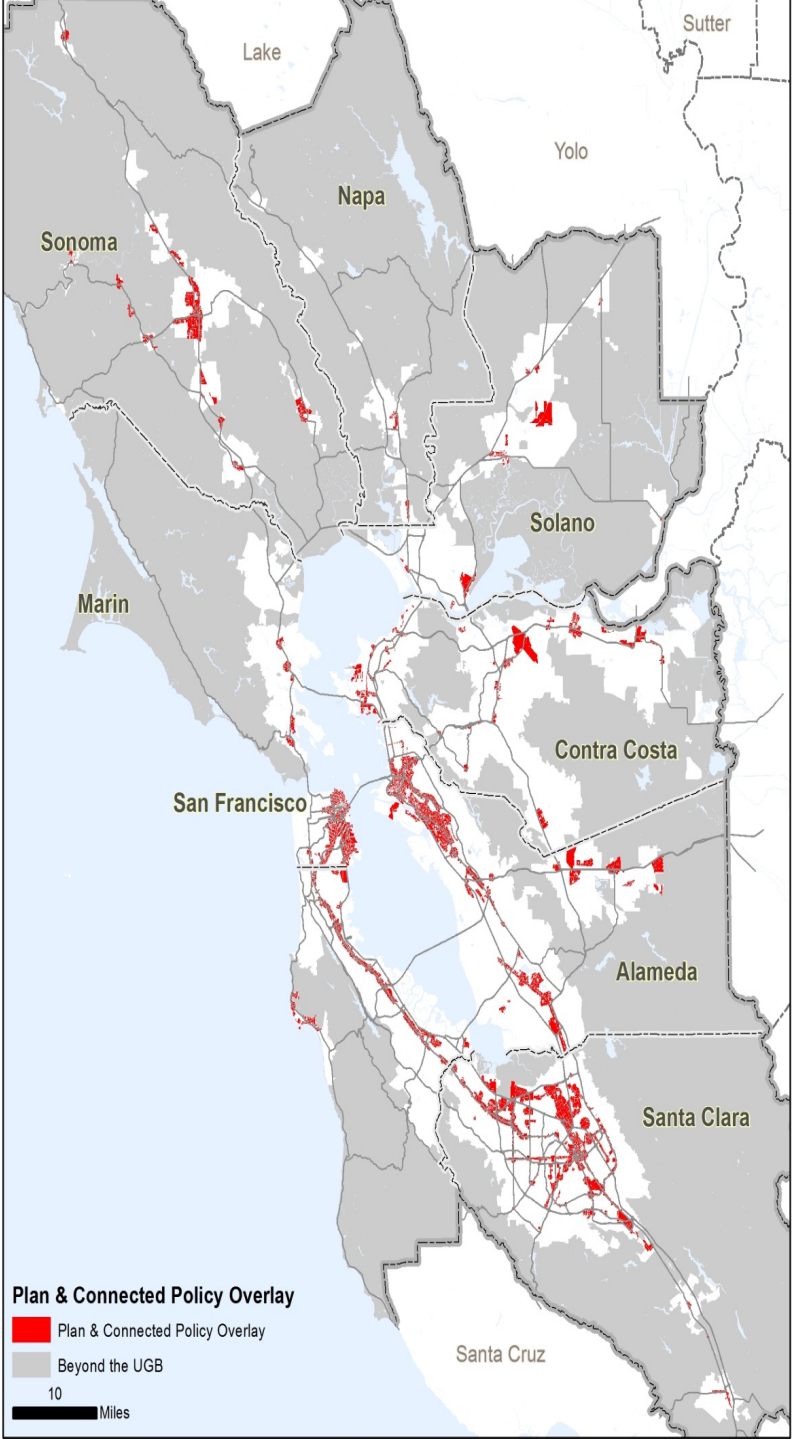 Sutter
Lake
Yolo
Napa
Sonoma
Solano
Marin
Contra Costa
San Francisco
Alameda
Santa Clara
Plan & Connected Policy Overlay
Plan & Connected Policy Overlay
Beyond the UGB
10
Miles
Santa Cruz